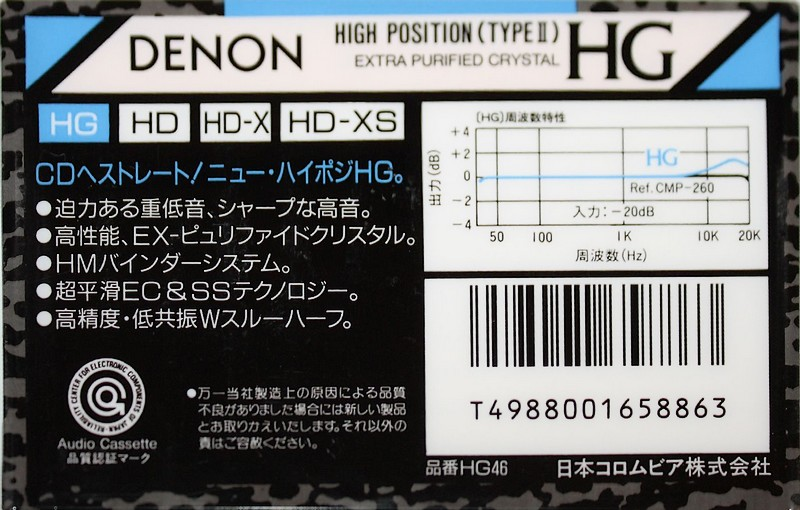 DENON
HIGH POSITION(TYPEⅡ)
EXTRA PURIFIED CRYSTAL
HG
HG HD HD-X HD-XS
CDヘストレート!ニュー・ハイポジHG。
●迫力ある重低音、シャープな高音。
●高性能、EX-ピュリファイドクリスタル。
●HMバインダーシステム。
●超平滑EC&SSテクノロジー。
●高精度・低共振Wスルーハーフ。
[HG]周波数特性
出力(dB)
+4
+2
0
-2
-4
HG
Ref.CMP-260
入力:-20dB
50 100 1K 10K 20K
周波数(Hz)
T4988001658863
RELIABILITY CENTER FOR ELECTRONIC COMPONENTS OF JAPAN
Audio Cassette
品質認証マーク
●万一当社製造上の原因による品質
不良がありました場合には新しい製品
とお取りかえいたします。それ以外の
責はご容赦ください。
品番HG46 日本コロムビア株式会社